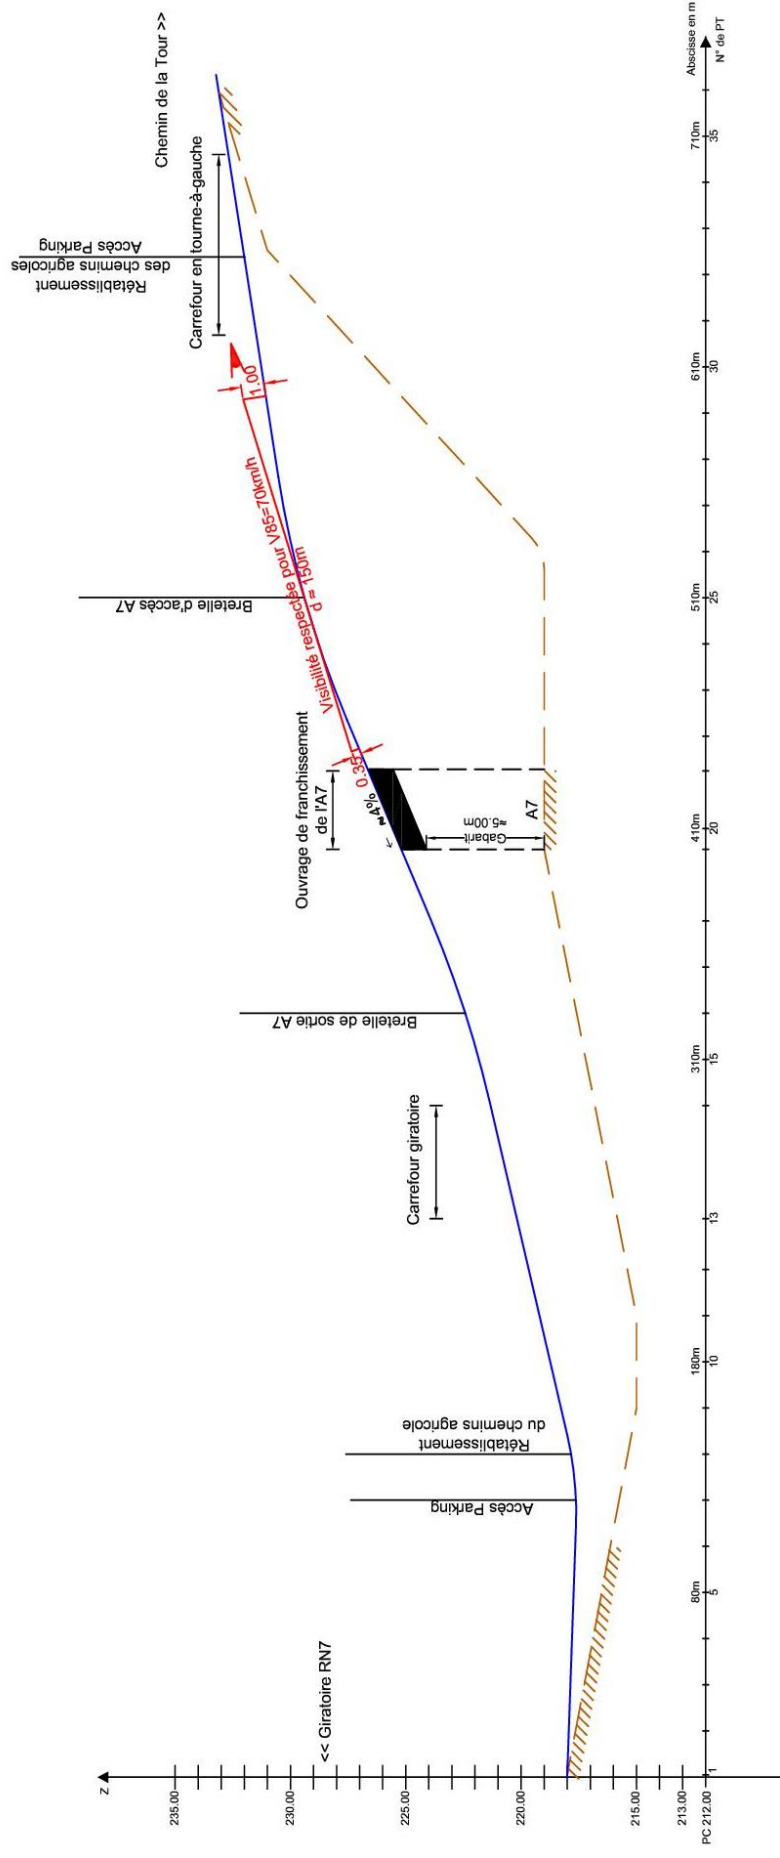 Chemin de la Tour >>
Carrefour en tourne-à-gauche
Accès Parking
Rétablissement
des chemins agricoles
1.00
Visibilité respectée pour V85=70km/h
d = 150m
Bretelle d'accès A7
0.35
Ouvrage de franchissement
de l'A7
≈4%
Gabarit
≈5.00m
A7
Bretelle de sortie A7
Carrefour giratoire
Rétablissement
du chemins agricole
Accès Parking
<< Giratoire RN7
Z
235.00
230.00
225.00
220.00
215.00
213.00
PC 212.00
Abscisse en m
N° de PT
1
80m
5
180m
10
13
310m
15
410m
20
510m
25
610m
30
710m
35